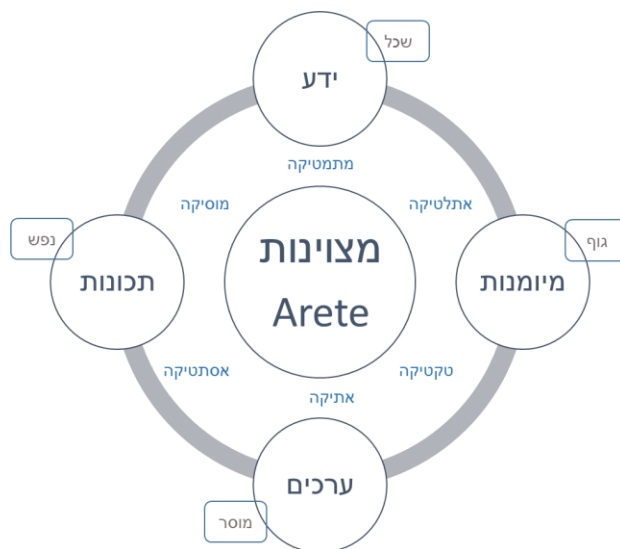 שכל
ידע
מתמטיקה
אתלטיקה
מוסיקה
גוף
נפש
מיומנות
מצוינות
Arete
תכונות
טקטיקה
אסתטיקה
אתיקה
ערכים
מוסר